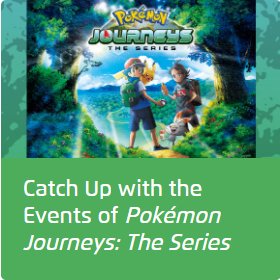 POKÉMON
JOURNEYS
THE SERIES
Catch Up with the
Events of Pokémon
Journeys: The Series